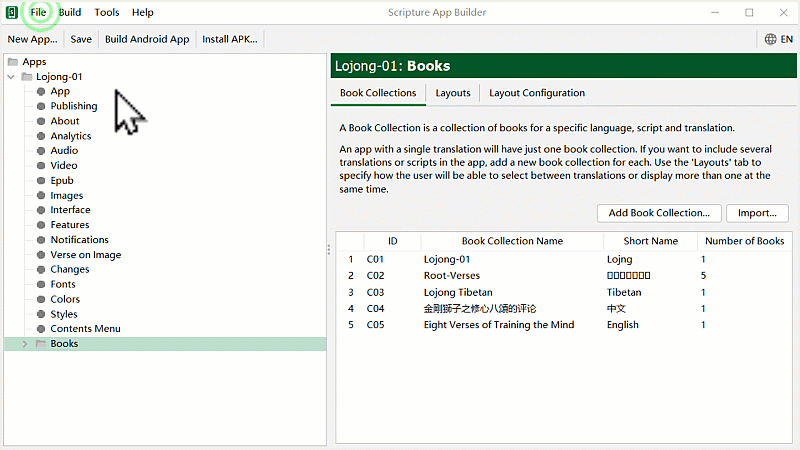 File Build Tools Help
Scripture App Builder
New App... Save Build Android App Install APK... EN
Apps
Lojong-01
App
Publishing
About
Analytics
Audio
Video
Epub
Images
Interface
Features
Notifications
Verse on Image
Changes
Fonts
Colors
Styles
Contents Menu
Books
Lojong-01: Books
Book Collections Layouts Layout Configuration
A Book Collection is a collection of books for a specific language, script and translation.
An app with a single translation will have just one book collection. If you want to include several
translations or scripts in the app, add a new book collection for each. Use the 'Layouts' tab to
specify how the user will be able to select between translations or display more than one at the
same time.
Add Book Collection... Import...
ID Book Collection Name Short Name Number of Books
1 C01 Lojong-01 Lojng 1
2 C02 Root-Verses 5
3 C03 Lojong Tibetan Tibetan 1
4 C04 金剛獅子之修心八頌的评论 中文 1
5 C05 Eight Verses of Training the Mind English 1